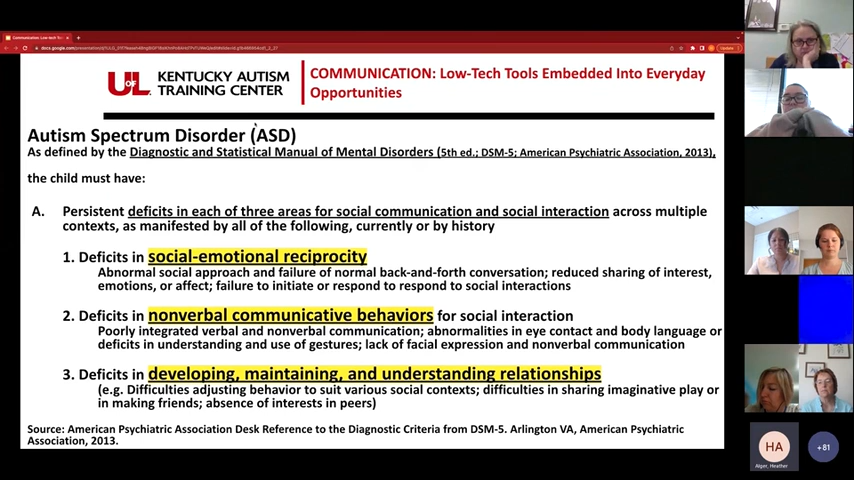 Communication: Low-tech Too
Update
U OF L
KENTUCKY AUTISM
TRAINING CENTER
COMMUNICATION: Low-Tech Tools Embedded Into Everyday
Opportunities
Autism Spectrum Disorder (ASD)
As defined by the Diagnostic and Statistical Manual of Mental Disorders (5th ed.; DSM-5; American Psychiatric Association, 2013),
the child must have:
A. Persistent deficits in each of three areas for social communication and social interaction across multiple
contexts, as manifested by all of the following, currently or by history
1. Deficits in social-emotional reciprocity
Abnormal social approach and failure of normal back-and-forth conversation; reduced sharing of interest,
emotions, or affect; failure to initiate or respond to respond to social interactions
2. Deficits in nonverbal communicative behaviors for social interaction
Poorly integrated verbal and nonverbal communication; abnormalities in eye contact and body language or
deficits in understanding and use of gestures; lack of facial expression and nonverbal communication
3. Deficits in developing, maintaining, and understanding relationships
(e.g. Difficulties adjusting behavior to suit various social contexts; difficulties in sharing imaginative play or
in making friends; absence of interests in peers)
Source: American Psychiatric Association Desk Reference to the Diagnostic Criteria from DSM-5. Arlington VA, American Psychiatric
Association, 2013.
HA
Alger, Heather
+81